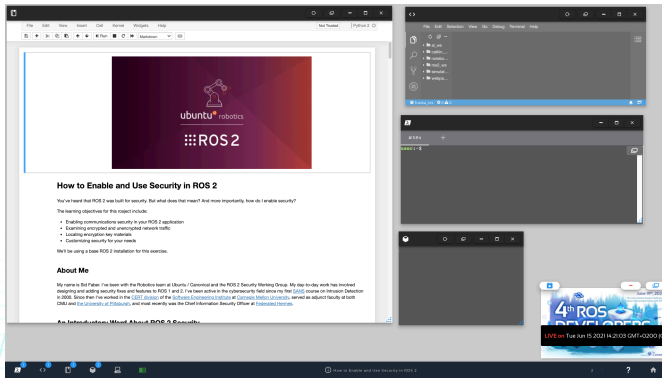 File Edit View Insert Cell Kernel Widgets Help
Not Trusted
Python 2
Run
Markdown
ubuntu robotics
ROS 2
How to Enable and Use Security in ROS 2
You've heard that ROS 2 was built for security. But what does that mean? And more importantly, how do I enable security?
The learning objectives for this rosject include:
Enabling communications security in your ROS 2 application
Examining encrypted and unencrypted network traffic
Locating encryption key materials
Customizing security for your needs
We'll be using a base ROS 2 installation for this exercise.
About Me
My name is Sid Faber. I've been with the Robotics team at Ubuntu / Canonical and the ROS 2 Security Working Group. My day-to-day work has involved
designing and adding security fixes and features to ROS 1 and 2. I've been active in the cybersecurity field since my first SANS course on Intrusion Detection
in 2000. Since then I've worked in the CERT division of the Software Engineering Institute at Carnegie Mellon University, served as adjunct faculty at both
CMU and the University of Pittsburgh, and most recently was the Chief Information Security Officer at Federated Hermes.
An Introductory Word About ROS 2 Security
File Edit Selection View Go Debug Terminal Help
ai_ws
user:~$
4th ROS
DEVELOPERS
LIVE on Tue Jun 15 2021 14:21:03 GMT+0200 (
How to Enable and Use Security in ROS 2
?